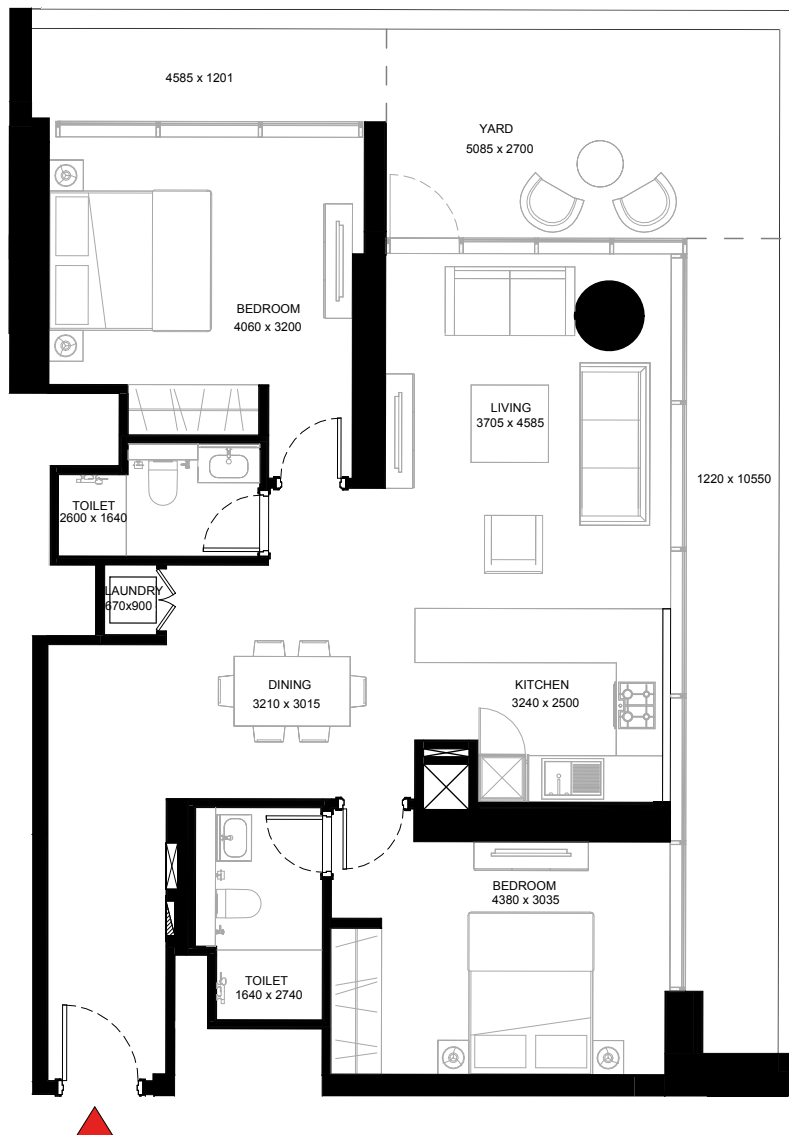 4585 x 1201
YARD
5085 x 2700
BEDROOM
4060 x 3200
LIVING
3705 x 4585
1220 x 10550
TOILET
2600 x 1640
LAUNDRY
670x900
DINING
3210 x 3015
KITCHEN
3240 x 2500
BEDROOM
4380 x 3035
TOILET
1640 x 2740